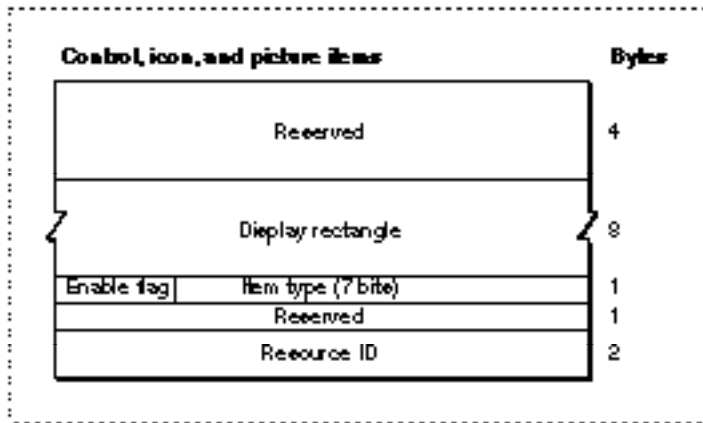 Control, icon, and picture items Bytes
Reserved 4
Display rectangle 8
Enable flag Item type (7 bits) 1
Reserved 1
Resource ID 2